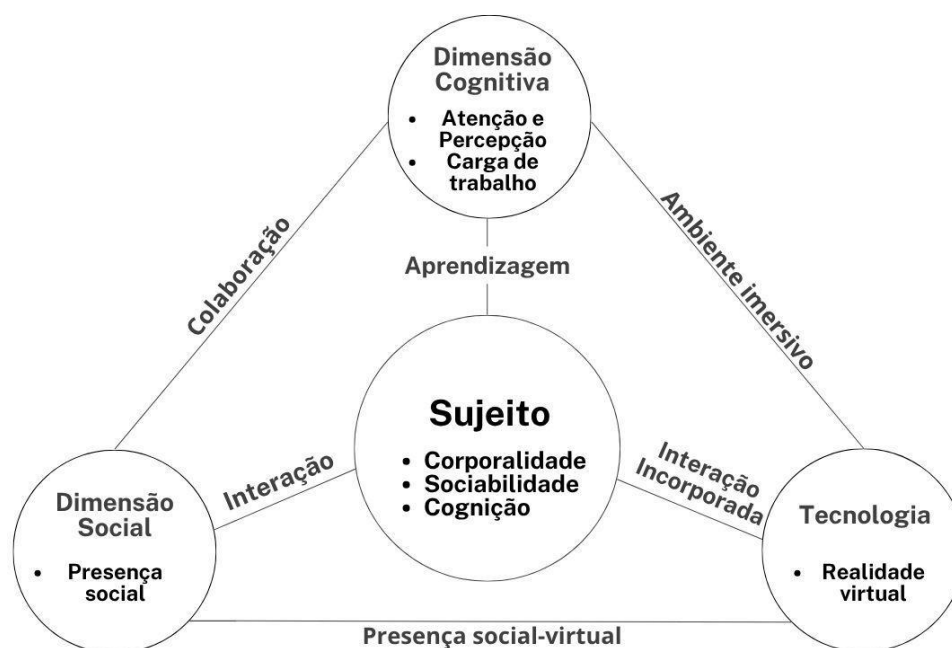 Dimensão
Cognitiva
• Atenção e
Percepção
• Carga de
trabalho
Colaboração
Ambiente imersivo
Aprendizagem
Sujeito
• Corporalidade
• Sociabilidade
• Cognição
Interação
Interação
Incorporada
Dimensão
Social
• Presença
social
Tecnologia
• Realidade
virtual
Presença social-virtual